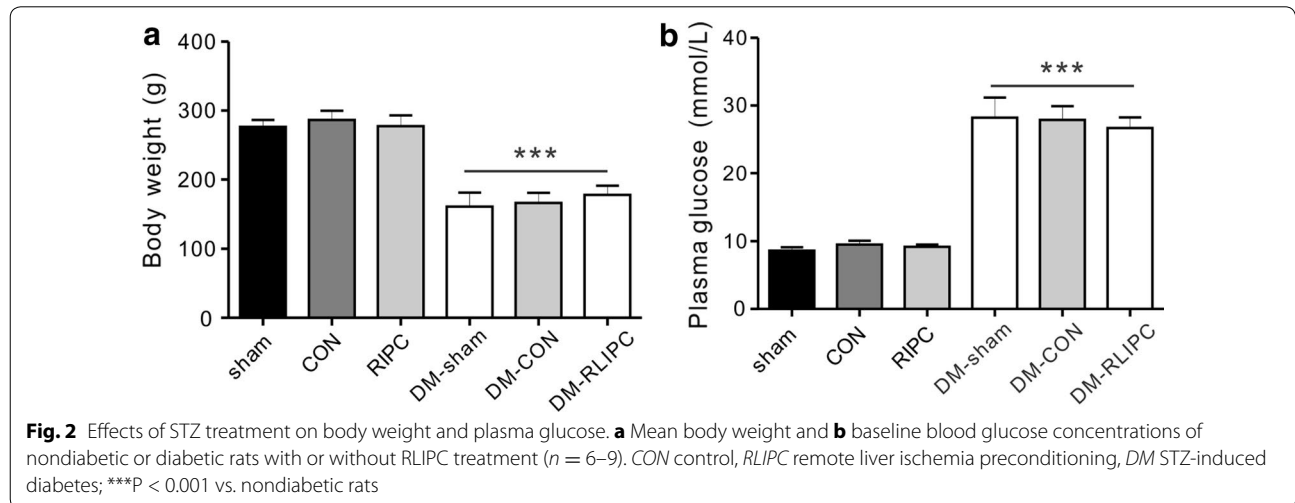 a
Body weight (g)
400
300
200
100
0
***
sham
CON
RIPC
DM-sham
DM-CON
DM-RLIPC
b
Plasma glucose (mmol/L)
40
30
20
10
0
***
sham
CON
RIPC
DM-sham
DM-CON
DM-RLIPC
Fig. 2 Effects of STZ treatment on body weight and plasma glucose. a Mean body weight and b baseline blood glucose concentrations of
nondiabetic or diabetic rats with or without RLIPC treatment (n = 6–9). CON control, RLIPC remote liver ischemia preconditioning, DM STZ-induced
diabetes; ***P < 0.001 vs. nondiabetic rats